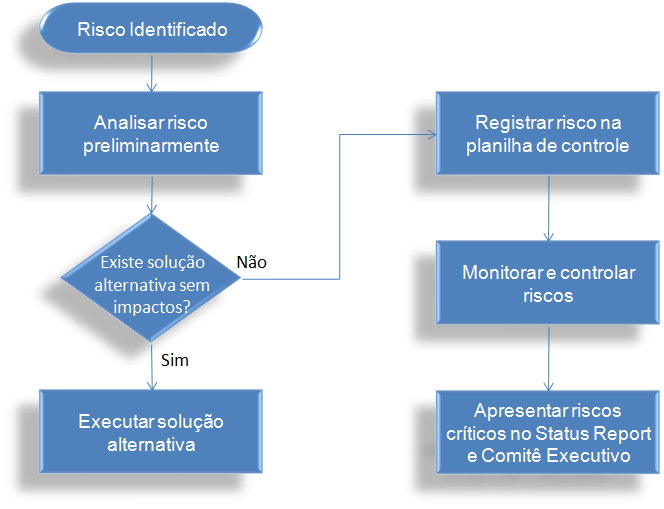 Risco Identificado
Analisar risco
preliminarmente
Existe solução
alternativa sem
impactos?
Não
Sim
Executar solução
alternativa
Registrar risco na
planilha de controle
Monitorar e controlar
riscos
Apresentar riscos
críticos no Status Report
e Comitê Executivo